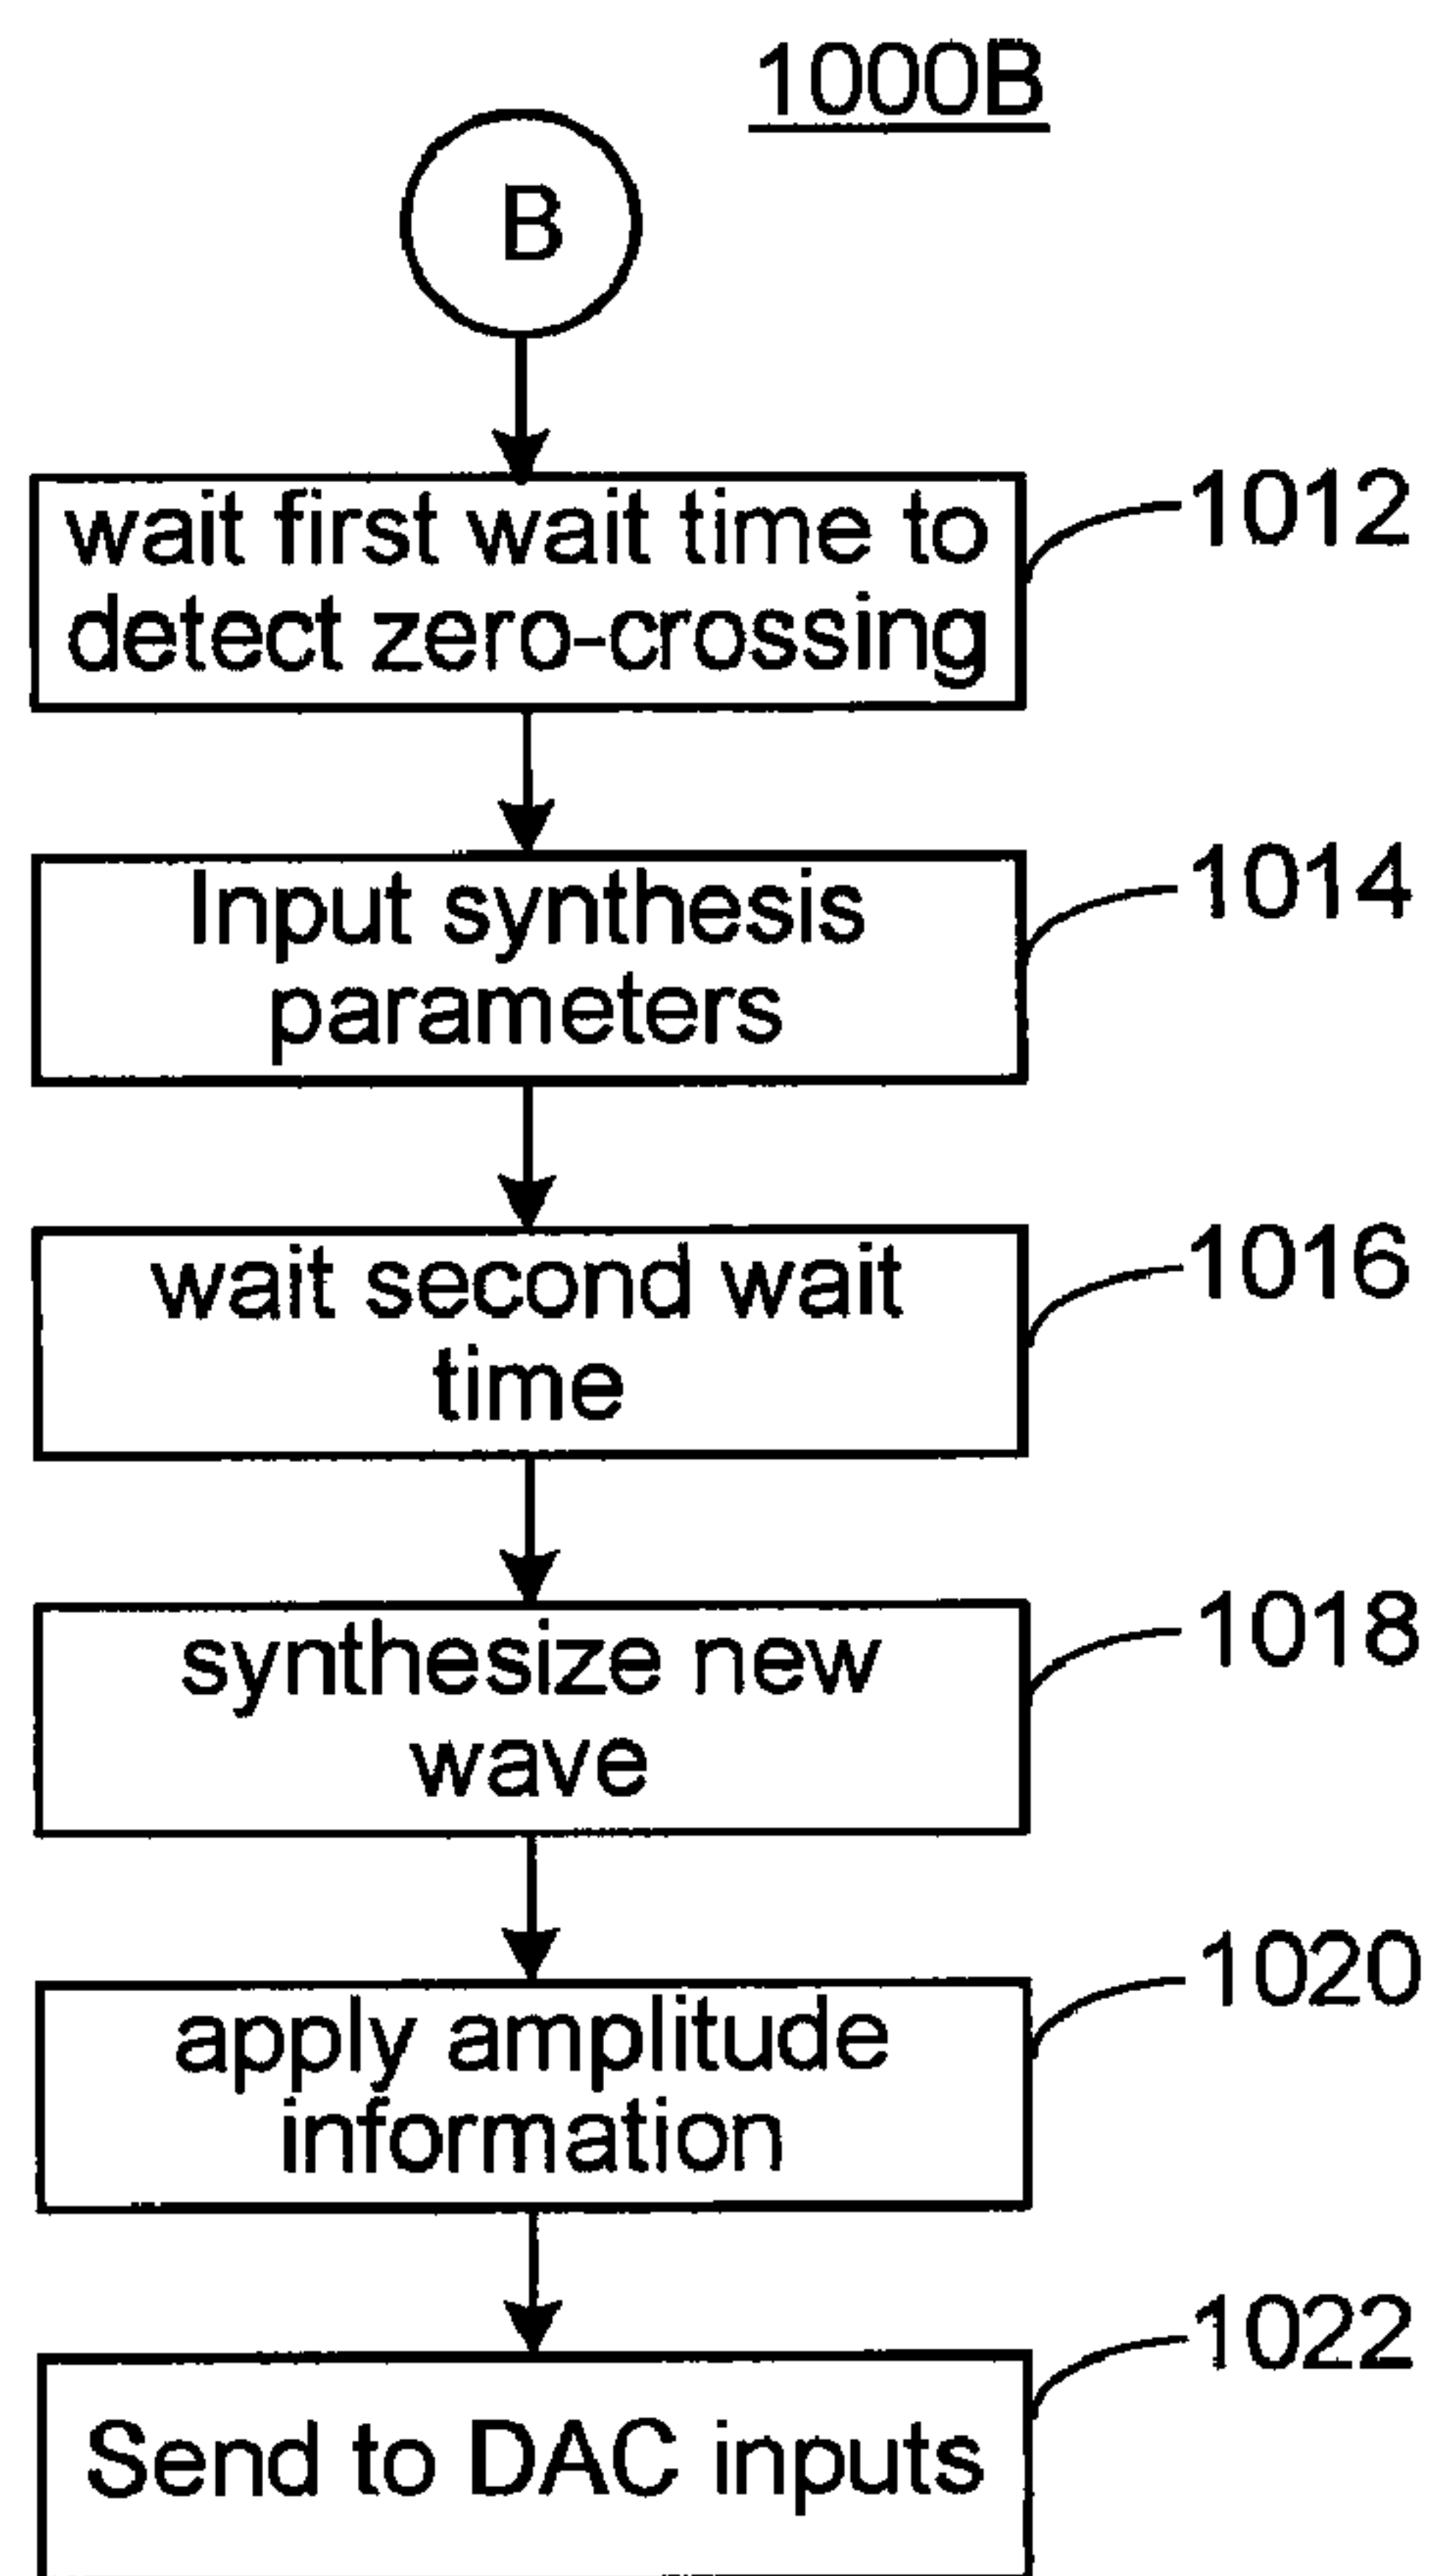 1000B
B
wait first wait time to
detect zero-crossing
1012
Input synthesis
parameters
1014
wait second wait
time
1016
synthesize new
wave
1018
apply amplitude
information
1020
Send to DAC inputs
1022